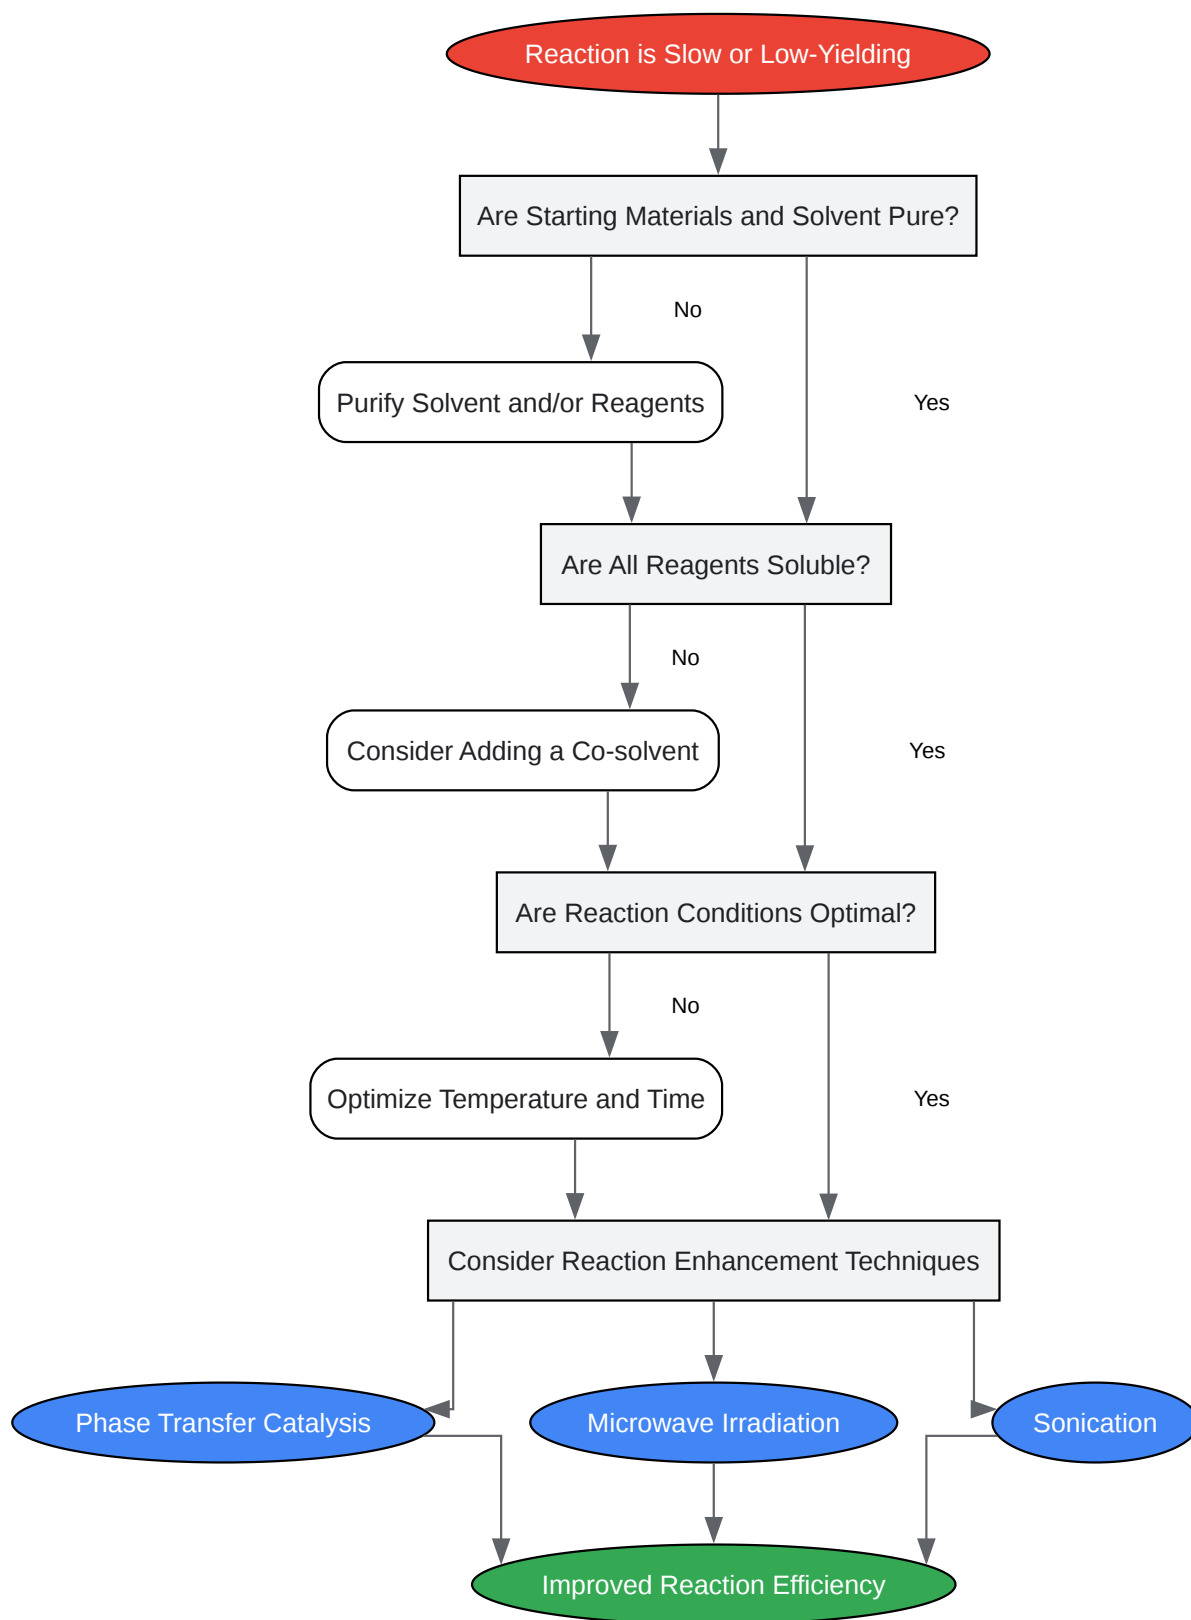 Reaction is Slow or Low-Yielding
Are Starting Materials and Solvent Pure?
No
Purify Solvent and/or Reagents
Yes
Are All Reagents Soluble?
No
Consider Adding a Co-solvent
Yes
Are Reaction Conditions Optimal?
No
Optimize Temperature and Time
Yes
Consider Reaction Enhancement Techniques
Phase Transfer Catalysis
Microwave Irradiation
Sonication
Improved Reaction Efficiency